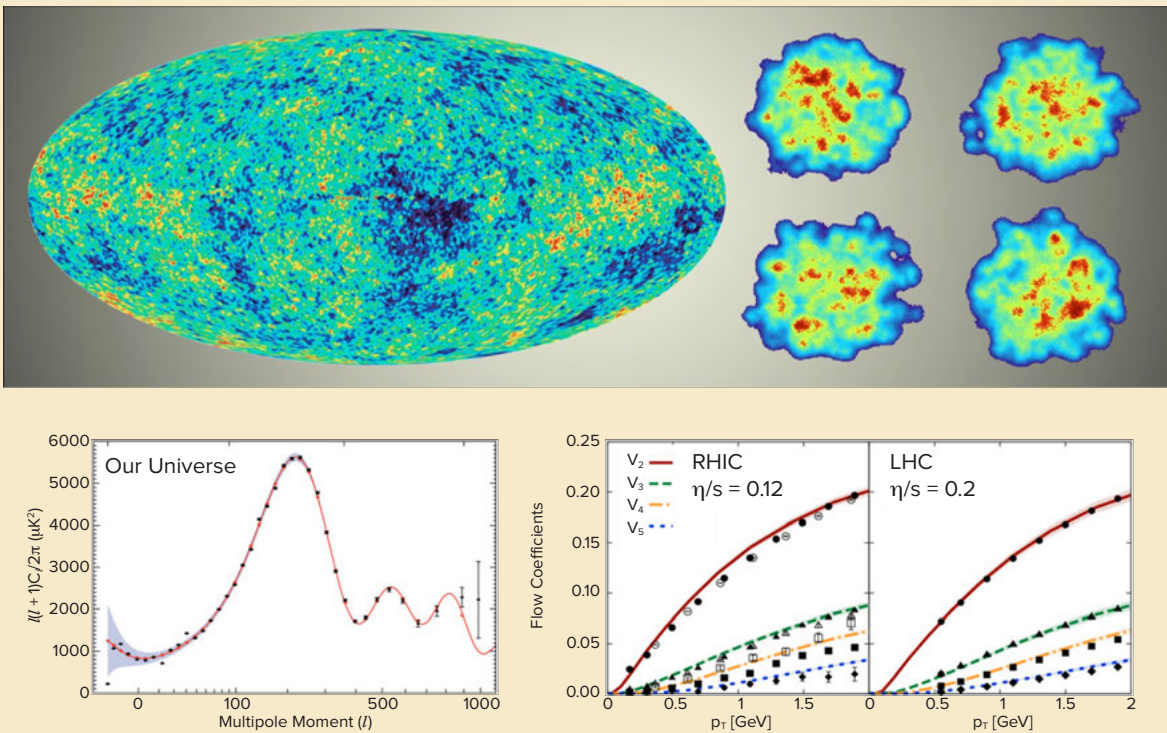 6000
5000
4000
3000
2000
1000
0
l(l + 1)Cₗ/2π (μK²)
Our Universe
0
100
500
1000
Multipole Moment (l)
0.25
0.20
0.15
0.10
0.05
0.00
Flow Coefficients
V₂
V₃
V₄
V₅
RHIC
η/s = 0.12
0
0.5
1
1.5
LHC
η/s = 0.2
0
0.5
1
1.5
2
pT [GeV]
pT [GeV]